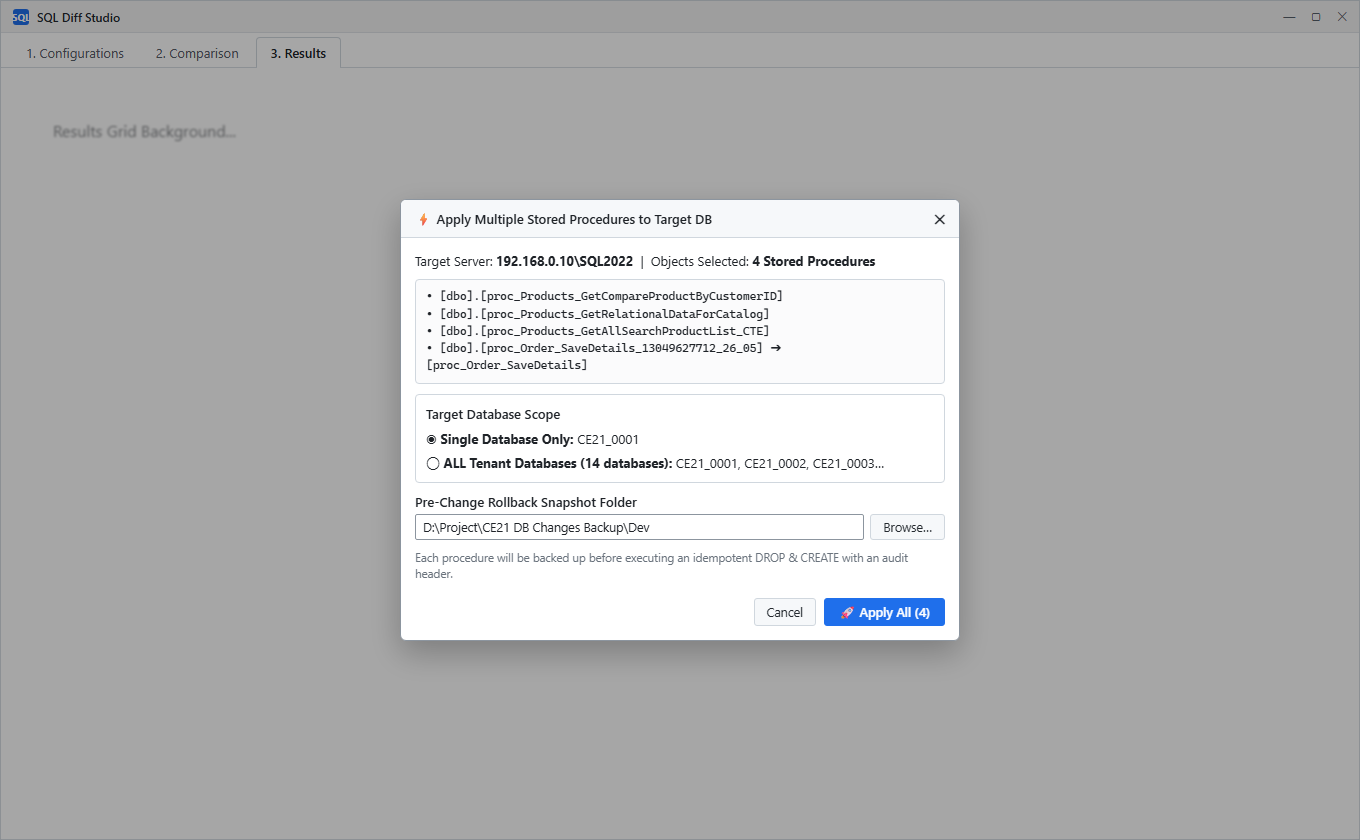 SQL SQL Diff Studio
1. Configurations 2. Comparison 3. Results
Results Grid Background...
Apply Multiple Stored Procedures to Target DB
Target Server: 192.168.0.10\SQL2022 | Objects Selected: 4 Stored Procedures
• [dbo].[proc_Products_GetCompareProductByCustomerID]
• [dbo].[proc_Products_GetRelationalDataForCatalog]
• [dbo].[proc_Products_GetAllSearchProductList_CTE]
• [dbo].[proc_Order_SaveDetails_13049627712_26_05] ➔
[proc_Order_SaveDetails]
Target Database Scope
Single Database Only: CE21_0001
ALL Tenant Databases (14 databases): CE21_0001, CE21_0002, CE21_0003...
Pre-Change Rollback Snapshot Folder
D:\Project\CE21 DB Changes Backup\Dev Browse...
Each procedure will be backed up before executing an idempotent DROP & CREATE with an audit
header.
Cancel 🚀 Apply All (4)